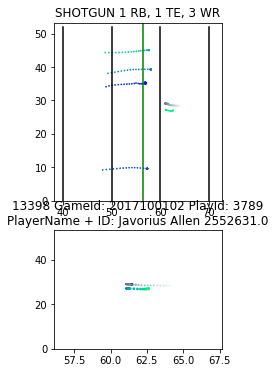 SHOTGUN 1 RB, 1 TE, 3 WR
50
40
30
20
10
0
40 50 60 70
13398 GameId: 2017100102 PlayId: 3789
PlayerName + ID: Javorius Allen 2552631.0
40
20
0
57.5 60.0 62.5 65.0 67.5